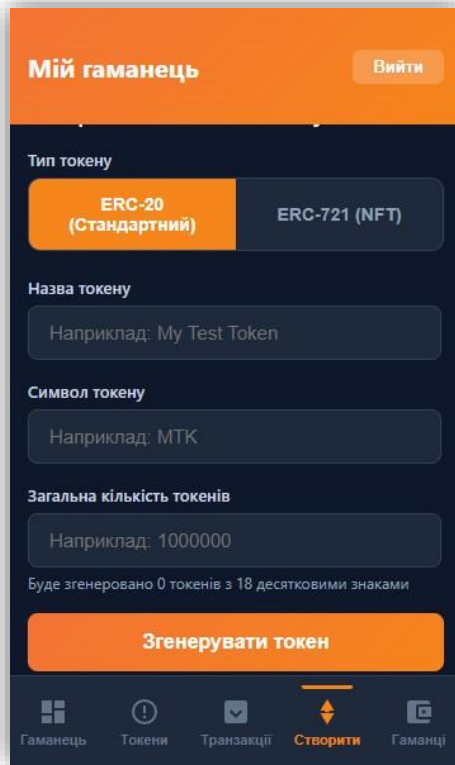 Мій гаманець
Вийти
Тип токену
ERC-20
(Стандартний)
ERC-721 (NFT)
Назва токену
Наприклад: My Test Token
Символ токену
Наприклад: MTK
Загальна кількість токенів
Наприклад: 1000000
Буде згенеровано 0 токенів з 18 десятковими знаками
Згенерувати токен
Гаманець
Токени
Транзакції
Створити
Гаманці